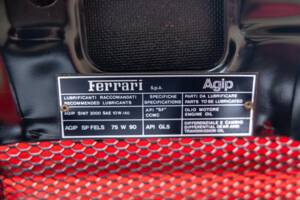 Ferrari S.p.A. Agip
LUBRIFICANTI RACCOMANDATI
RECOMMENDED LUBRICANTS
SPECIFICHE
SPECIFICATIONS
PARTI DA LUBRIFICARE
PARTS TO BE LUBRICATED
AGIP SINT 2000 SAE 10W/40
API "SF"
CCMC
OLIO MOTORE
ENGINE OIL
AGIP SP FELS 75 W 90
API GL5
DIFFERENZIALE E CAMBIO
DIFFERENTIAL GEAR AND
TRANSMISSION OIL